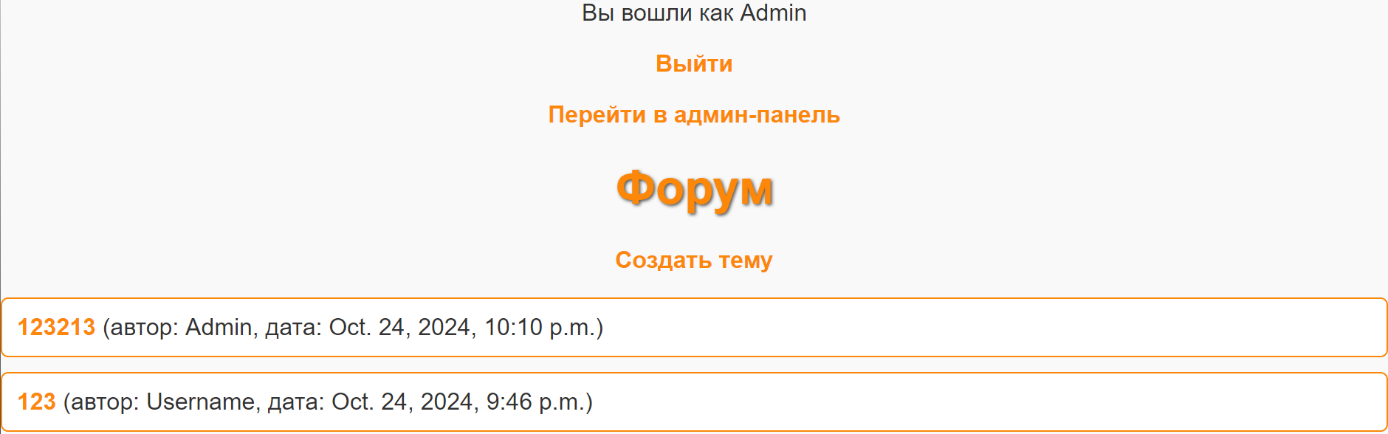 Вы вошли как Admin
Выйти
Перейти в админ-панель
Форум
Создать тему
123213 (автор: Admin, дата: Oct. 24, 2024, 10:10 p.m.)
123 (автор: Username, дата: Oct. 24, 2024, 9:46 p.m.)